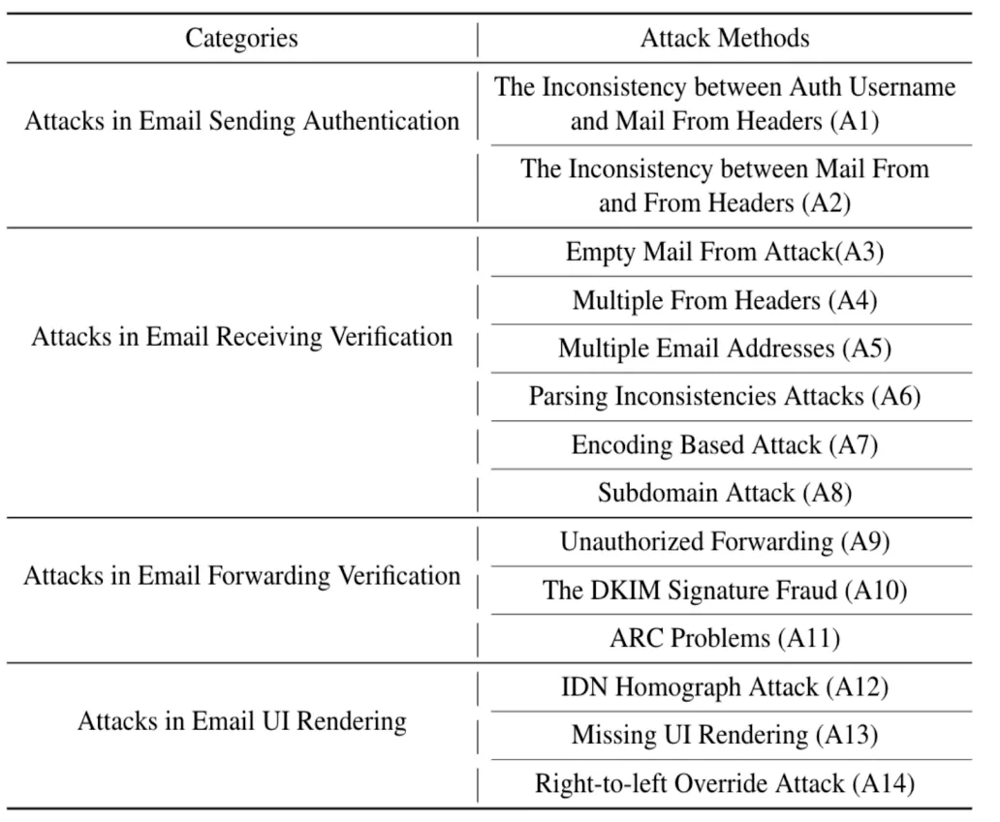 Categories
Attack Methods
Attacks in Email Sending Authentication
The Inconsistency between Auth Username
and Mail From Headers (A1)
The Inconsistency between Mail From
and From Headers (A2)
Attacks in Email Receiving Verification
Empty Mail From Attack(A3)
Multiple From Headers (A4)
Multiple Email Addresses (A5)
Parsing Inconsistencies Attacks (A6)
Encoding Based Attack (A7)
Subdomain Attack (A8)
Attacks in Email Forwarding Verification
Unauthorized Forwarding (A9)
The DKIM Signature Fraud (A10)
ARC Problems (A11)
Attacks in Email UI Rendering
IDN Homograph Attack (A12)
Missing UI Rendering (A13)
Right-to-left Override Attack (A14)